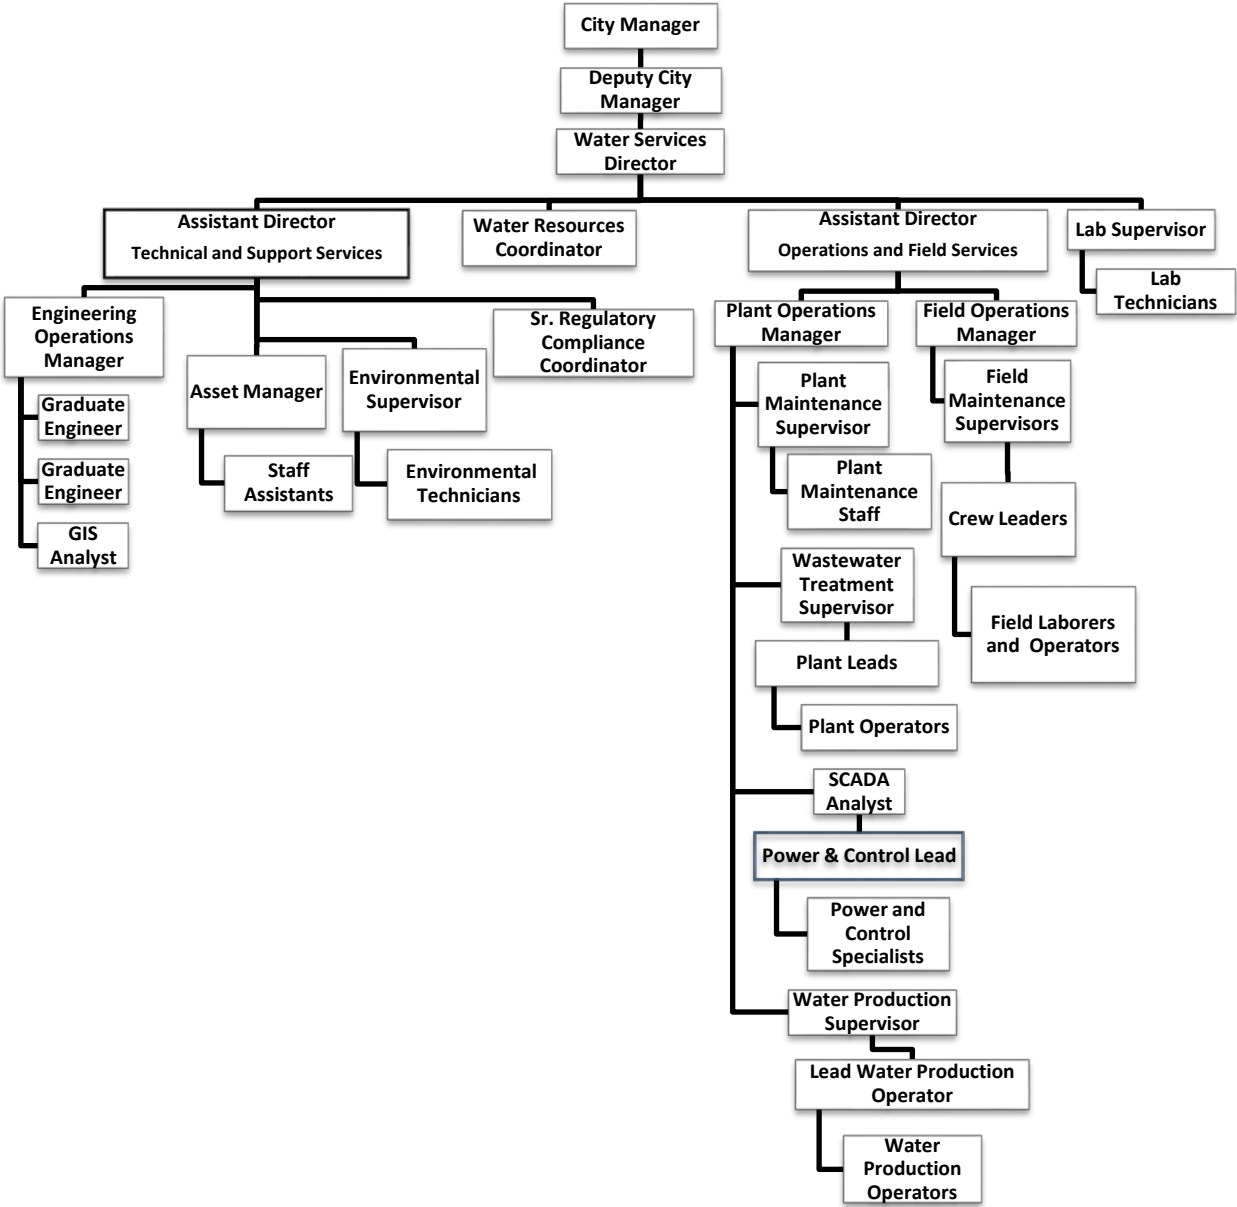 City Manager
Deputy City
Manager
Water Services
Director
Assistant Director
Technical and Support Services
Water Resources
Coordinator
Assistant Director
Operations and Field Services
Lab Supervisor
Lab
Technicians
Engineering
Operations
Manager
Graduate
Engineer
Graduate
Engineer
GIS
Analyst
Asset Manager
Staff
Assistants
Environmental
Supervisor
Environmental
Technicians
Sr. Regulatory
Compliance
Coordinator
Plant Operations
Manager
Plant
Maintenance
Supervisor
Plant
Maintenance
Staff
Wastewater
Treatment
Supervisor
Plant Leads
Plant Operators
SCADA
Analyst
Power & Control Lead
Power and
Control
Specialists
Water Production
Supervisor
Lead Water Production
Operator
Water
Production
Operators
Field Operations
Manager
Field
Maintenance
Supervisors
Crew Leaders
Field Laborers
and Operators